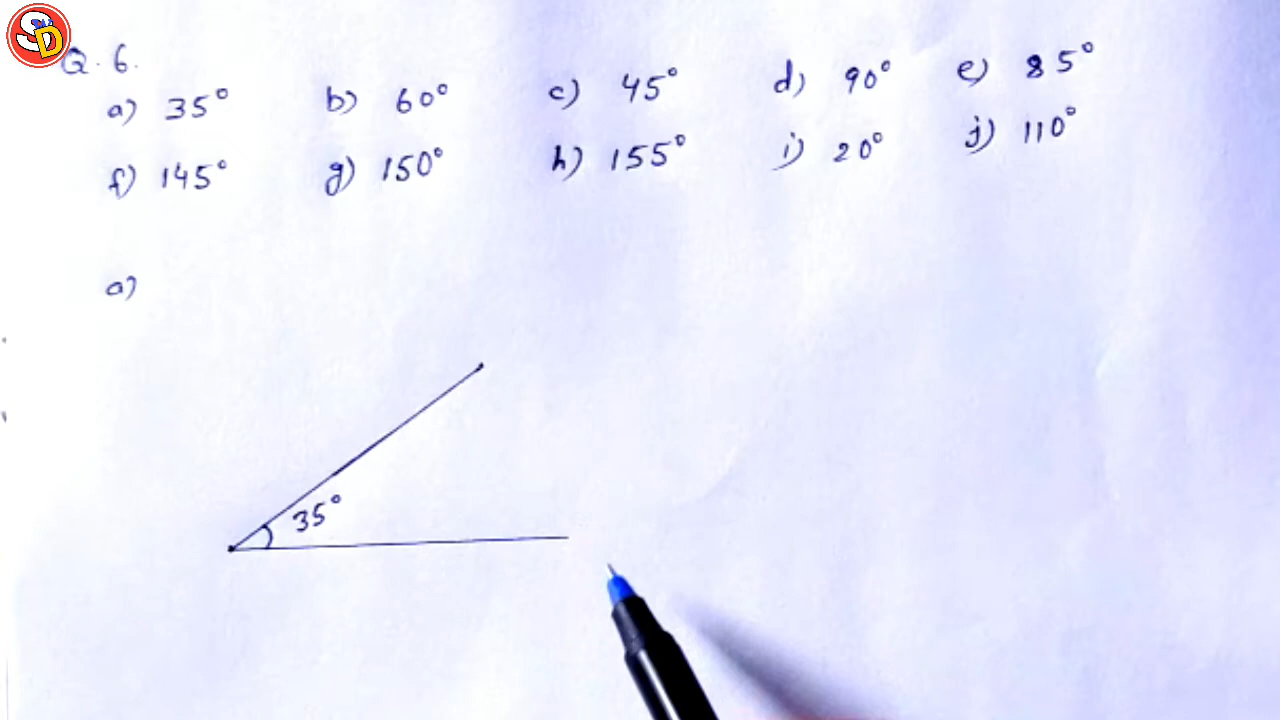 Q. 6.
a) 35° b) 60° c) 45° d) 90° e) 85°
f) 145° g) 150° h) 155° i) 20° j) 110°
a)
35°